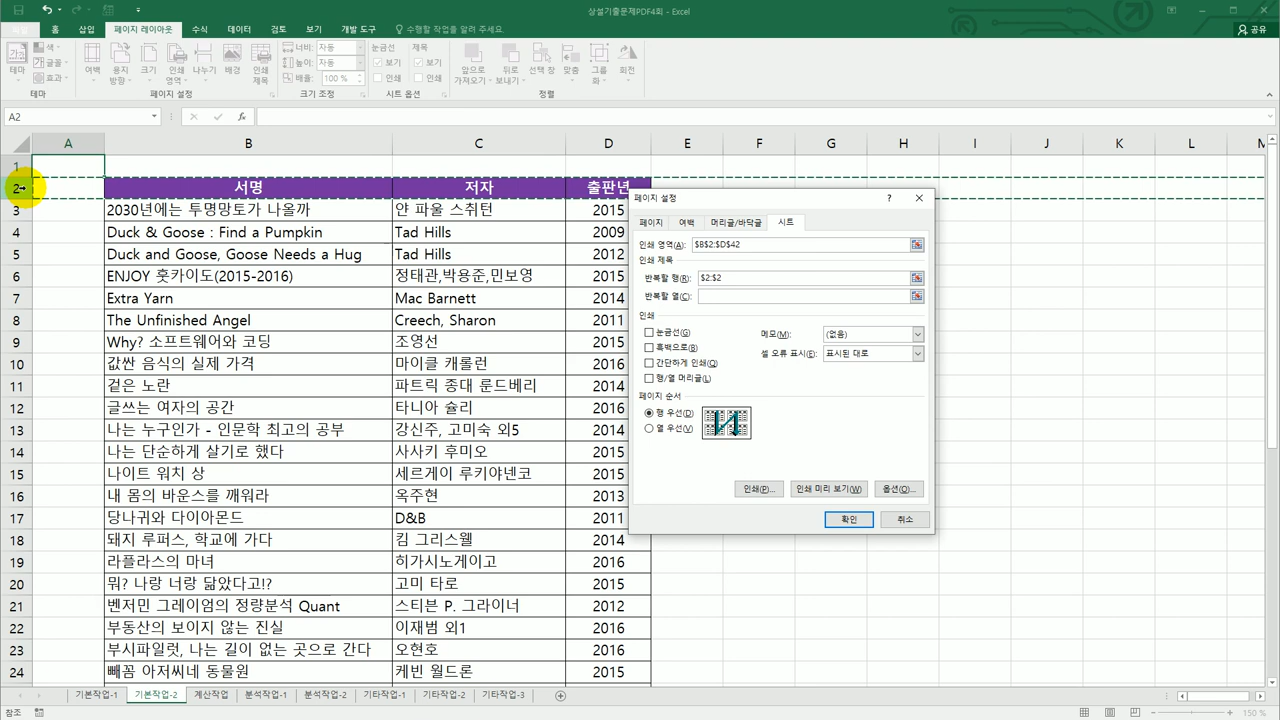 상설기출문제PDF4회 - Excel
파일 홈 삽입 페이지 레이아웃 수식 데이터 검토 보기 개발 도구 수행할 작업을 알려 주세요. 공유
테마 색 글꼴 효과
여백 용지 방향 크기 인쇄 영역 나누기 배경 인쇄 제목
너비: 자동
높이: 자동
배율: 100 %
눈금선 제목
보기 보기
인쇄 인쇄
앞으로 가져오기 뒤로 보내기 선택 창 맞춤 그룹화 회전
테마 페이지 설정 크기 조정 시트 옵션 정렬
A2 fx
A B C D E F G H I J K L M
1
2 서명 저자 출판년
3 2030년에는 투명망토가 나올까 얀 파울 스취턴 2015
4 Duck & Goose : Find a Pumpkin Tad Hills 2009
5 Duck and Goose, Goose Needs a Hug Tad Hills 2012
6 ENJOY 홋카이도(2015-2016) 정태관,박용준,민보영 2015
7 Extra Yarn Mac Barnett 2014
8 The Unfinished Angel Creech, Sharon 2011
9 Why? 소프트웨어와 코딩 조영선 2015
10 값싼 음식의 실제 가격 마이클 캐롤런 2016
11 겉은 노란 파트릭 종대 룬드베리 2014
12 글쓰는 여자의 공간 타니아 슐리 2016
13 나는 누구인가 - 인문학 최고의 공부 강신주, 고미숙 외5 2014
14 나는 단순하게 살기로 했다 사사키 후미오 2015
15 나이트 워치 상 세르게이 루키야넨코 2015
16 내 몸의 바운스를 깨워라 옥주현 2013
17 당나귀와 다이아몬드 D&B 2011
18 돼지 루퍼스, 학교에 가다 킴 그리스웰 2014
19 라플라스의 마녀 히가시노게이고 2016
20 뭐? 나랑 너랑 닮았다고!? 고미 타로 2015
21 벤저민 그레이엄의 정량분석 Quant 스티븐 P. 그라이너 2012
22 부동산의 보이지 않는 진실 이재범 외1 2016
23 부시파일럿, 나는 길이 없는 곳으로 간다 오현호 2016
24 빼꼼 아저씨네 동물원 케빈 월드론 2015
페이지 설정 ?
페이지 여백 머리글/바닥글 시트
인쇄 영역(A): $B$2:$D$42
인쇄 제목
반복할 행(R): $2:$2
반복할 열(C):
인쇄
눈금선(G) 메모(M): (없음)
흑백으로(B) 셀 오류 표시(E): 표시된 대로
간단하게 인쇄(Q)
행/열 머리글(L)
페이지 순서
행 우선(D)
열 우선(V)
인쇄(P)... 인쇄 미리 보기(W) 옵션(O)...
확인 취소
기본작업-1 기본작업-2 계산작업 분석작업-1 분석작업-2 기타작업-1 기타작업-2 기타작업-3
참조 150 %